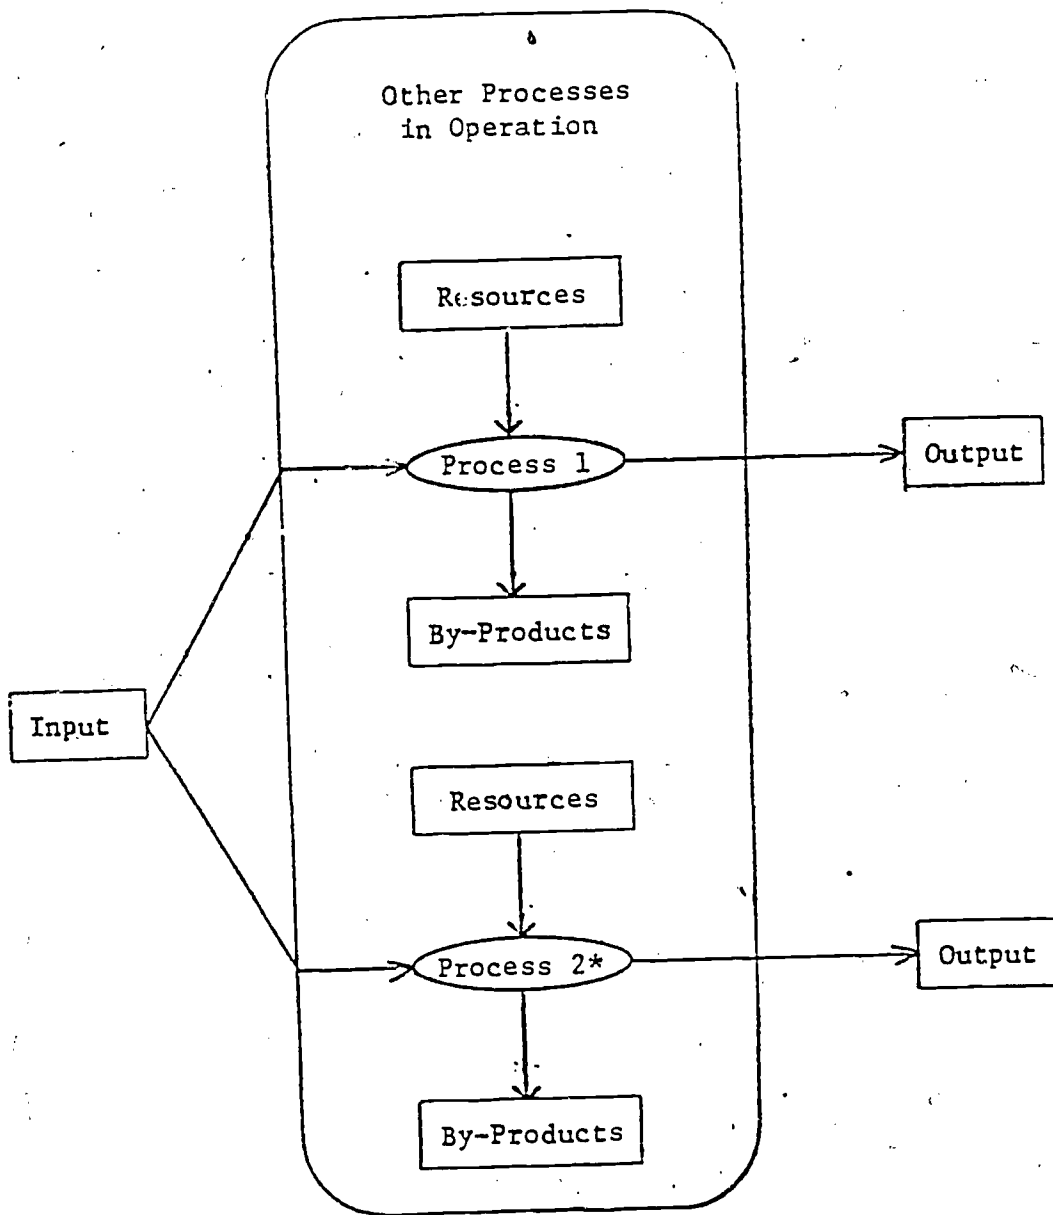 Other Processes
in Operation
Resources
Process 1
Output
By-Products
Input
Resources
Process 2*
Output
By-Products